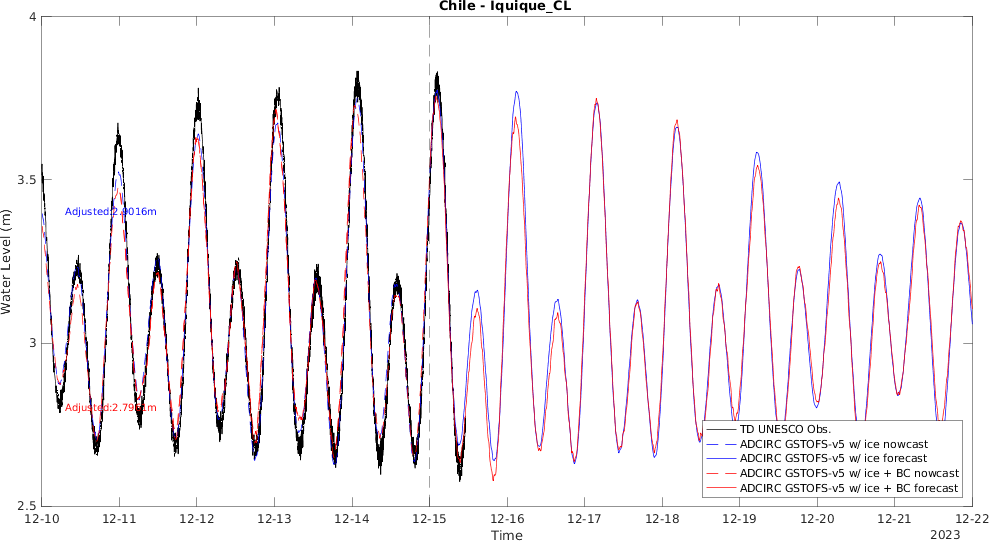 Chile - Iquique_CL
Water Level (m)
4
3.5
3
2.5
Adjusted:2.9016m
TD UNESCO Obs.
ADCIRC GSTOFS-v5 w/ ice nowcast
ADCIRC GSTOFS-v5 w/ ice forecast
ADCIRC GSTOFS-v5 w/ ice + BC nowcast
ADCIRC GSTOFS-v5 w/ ice + BC forecast
12-10 12-11 12-12 12-13 12-14 12-15 12-16 12-17 12-18 12-19 12-20 12-21 12-22
Time
2023